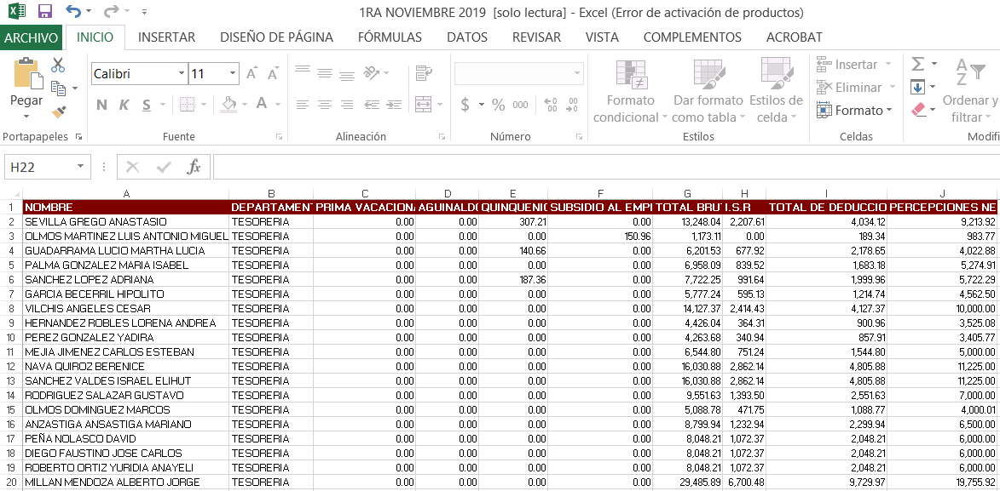 1RA NOVIEMBRE 2019 [solo lectura] - Excel (Error de activación de productos)
ARCHIVO INICIO INSERTAR DISEÑO DE PÁGINA FÓRMULAS DATOS REVISAR VISTA COMPLEMENTOS ACROBAT
Calibri 11
Pegar
N K S
A A A
$ % 000
Formato condicional
Dar formato como tabla
Estilos de celda
Insertar
Eliminar
Formato
Ordenar y
filtrar
Portapapeles Fuente Alineación Número Estilos Celdas Modifi
H22 fx
A B C D E F G H I J
1 NOMBRE DEPARTAMEN PRIMA VACACION AGUINALD QUINQUENI SUBSIDIO AL EMPI TOTAL BRU I.S.R TOTAL DE DEDUCCIO PERCEPCIONES NE
2 SEVILLA GREGO ANASTASIO TESORERIA 0.00 0.00 307.21 0.00 13,248.04 2,207.61 4,034.12 9,213.92
3 OLMOS MARTINEZ LUIS ANTONIO MIGUEL TESORERIA 0.00 0.00 0.00 150.96 1,173.11 0.00 189.34 983.77
4 GUADARRAMA LUCIO MARTHA LUCIA TESORERIA 0.00 0.00 140.66 0.00 6,201.53 677.92 2,178.65 4,022.88
5 PALMA GONZALEZ MARIA ISABEL TESORERIA 0.00 0.00 0.00 0.00 6,958.09 839.52 1,683.18 5,274.91
6 SANCHEZ LOPEZ ADRIANA TESORERIA 0.00 0.00 187.36 0.00 7,722.25 991.64 1,999.96 5,722.29
7 GARCIA BECERRIL HIPOLITO TESORERIA 0.00 0.00 0.00 0.00 5,777.24 595.13 1,214.74 4,562.50
8 VILCHIS ANGELES CESAR TESORERIA 0.00 0.00 0.00 0.00 14,127.37 2,414.43 4,127.37 10,000.00
9 HERNANDEZ ROBLES LORENA ANDREA TESORERIA 0.00 0.00 0.00 0.00 4,426.04 364.31 900.96 3,525.08
10 PEREZ GONZALEZ YADIRA TESORERIA 0.00 0.00 0.00 0.00 4,263.68 340.94 857.91 3,405.77
11 MEJIA JIMENEZ CARLOS ESTEBAN TESORERIA 0.00 0.00 0.00 0.00 6,544.80 751.24 1,544.80 5,000.00
12 NAVA QUIROZ BERENICE TESORERIA 0.00 0.00 0.00 0.00 16,030.88 2,862.14 4,805.88 11,225.00
13 SANCHEZ VALDES ISRAEL ELIHUT TESORERIA 0.00 0.00 0.00 0.00 16,030.88 2,862.14 4,805.88 11,225.00
14 RODRIGUEZ SALAZAR GUSTAVO TESORERIA 0.00 0.00 0.00 0.00 9,551.63 1,393.50 2,551.63 7,000.00
15 OLMOS DOMINGUEZ MARCOS TESORERIA 0.00 0.00 0.00 0.00 5,088.78 471.75 1,088.77 4,000.01
16 ANZASTIGA ANSASTIGA MARIANO TESORERIA 0.00 0.00 0.00 0.00 8,799.94 1,232.94 2,299.94 6,500.00
17 PEÑA NOLASCO DAVID TESORERIA 0.00 0.00 0.00 0.00 8,048.21 1,072.37 2,048.21 6,000.00
18 DIEGO FAUSTINO JOSE CARLOS TESORERIA 0.00 0.00 0.00 0.00 8,048.21 1,072.37 2,048.21 6,000.00
19 ROBERTO ORTIZ YURIDIA ANAYELI TESORERIA 0.00 0.00 0.00 0.00 8,048.21 1,072.37 2,048.21 6,000.00
20 MILLAN MENDOZA ALBERTO JORGE TESORERIA 0.00 0.00 0.00 0.00 29,485.89 6,700.48 9,729.97 19,755.92